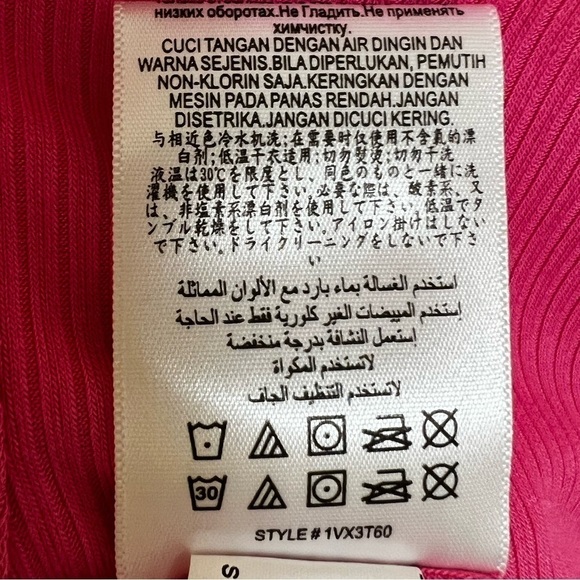 низких оборотах.Не Гладить.Не применять
химчистку.
CUCI TANGAN DENGAN AIR DINGIN DAN
WARNA SEJENIS.BILA DIPERLUKAN, PEMUTIH
NON-KLORIN SAJA.KERINGKAN DENGAN
MESIN PADA PANAS RENDAH.JANGAN
DISETRIKA.JANGAN DICUCI KERING.
与相近色冷水机洗;在需要时仅使用不含氯的漂
白剂;低温干衣适用;切勿熨烫;切勿干洗
液温は30℃を限度とし、同色のものと一緒に洗
濯機を使用して下さい.必要な際は、酸素系、又
は、非塩素系漂白剤を使用して下さい.低温でタ
ンブル乾燥をして下さい.アイロン掛けはしない
で下さい.ドライクリーニングをしないで下さ
い
استخدم الغسالة بماء بارد مع الألوان المماثلة
استخدم المبيضات الغير كلورية فقط عند الحاجة
إستعمل النشافة بدرجة منخفضة
لاتستخدم المكواة
لاتستخدم التنظيف الجاف
30
STYLE # 1VX3T60
S